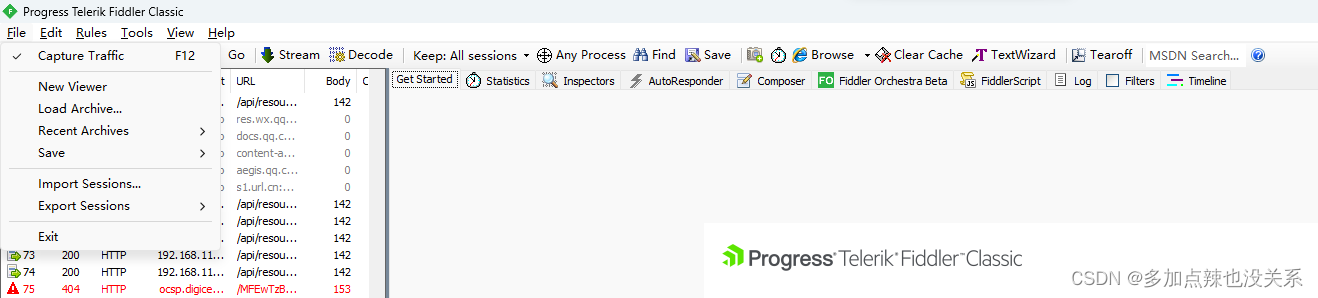 Progress Telerik Fiddler Classic
File Edit Rules Tools View Help
Capture Traffic F12
New Viewer
Load Archive...
Recent Archives
Save
Import Sessions...
Export Sessions
Exit
Go Stream Decode Keep: All sessions Any Process Find Save Browse Clear Cache TextWizard Tearoff MSDN Search...
Get Started Statistics Inspectors AutoResponder Composer FO Fiddler Orchestra Beta FiddlerScript Log Filters Timeline
t URL Body C
/api/resou... 142
res.wx.qq... 0
docs.qq.c... 0
content-a... 0
aegis.qq.c... 0
s1.url.cn:... 0
/api/resou... 142
/api/resou... 142
/api/resou... 142
73 200 HTTP 192.168.11... /api/resou... 142
74 200 HTTP 192.168.11... /api/resou... 142
75 404 HTTP ocsp.digice... /MFEwTzB... 153
Progress® Telerik® Fiddler™ Classic
CSDN @多加点辣也没关系